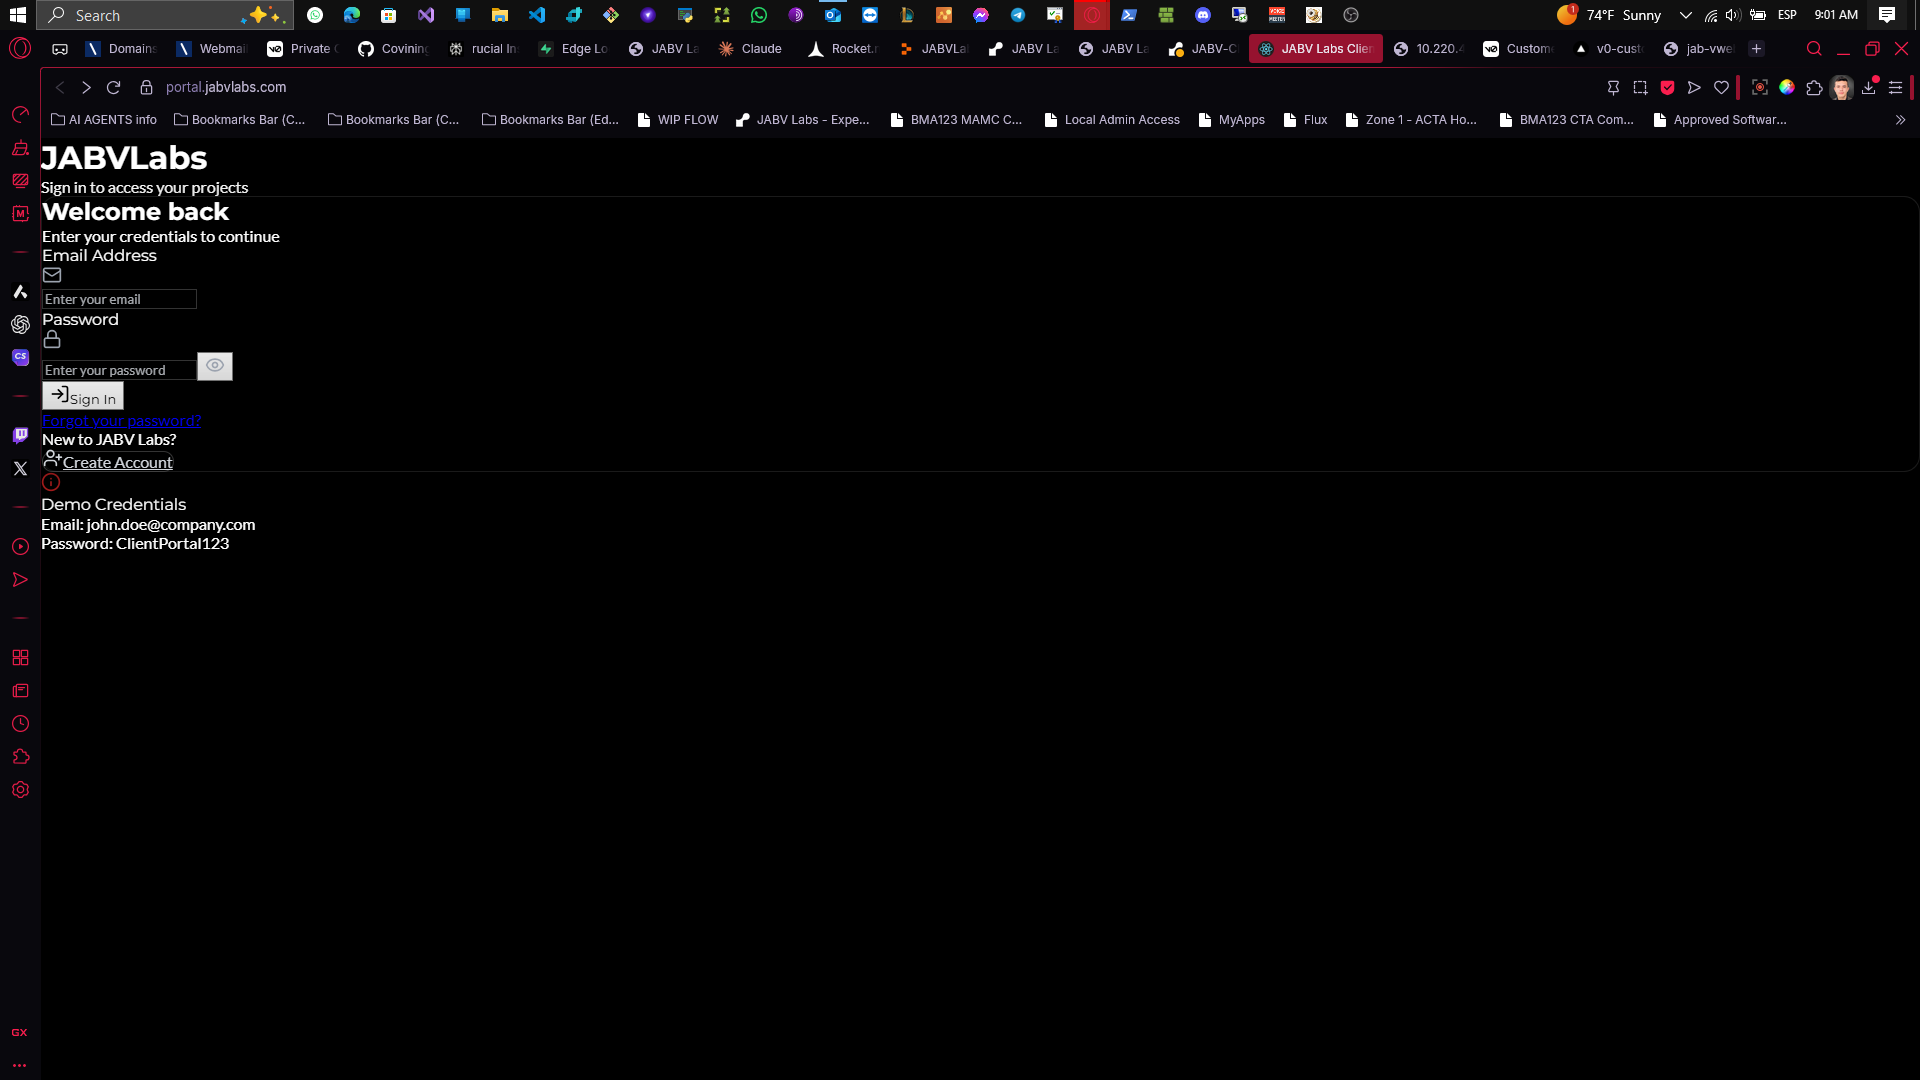 Search
74°F Sunny
ESP
9:01 AM
Domains
Webmai
Private
Covining
rucial In
Edge Lo
JABV La
Claude
Rocket.
JABVLa
JABV La
JABV La
JABV-C
JABV Labs Clien
10.220.
Custom
v0-cust
jab-vwe
portal.jabvlabs.com
AI AGENTS info
Bookmarks Bar (C...
Bookmarks Bar (C...
Bookmarks Bar (Ed...
WIP FLOW
JABV Labs - Expe...
BMA123 MAMC C...
Local Admin Access
MyApps
Flux
Zone 1 - ACTA Ho...
BMA123 CTA Com...
Approved Softwar...
JABVLabs
Sign in to access your projects
Welcome back
Enter your credentials to continue
Email Address
Enter your email
Password
Enter your password
Sign In
Forgot your password?
New to JABV Labs?
Create Account
Demo Credentials
Email: john.doe@company.com
Password: ClientPortal123
CS
GX